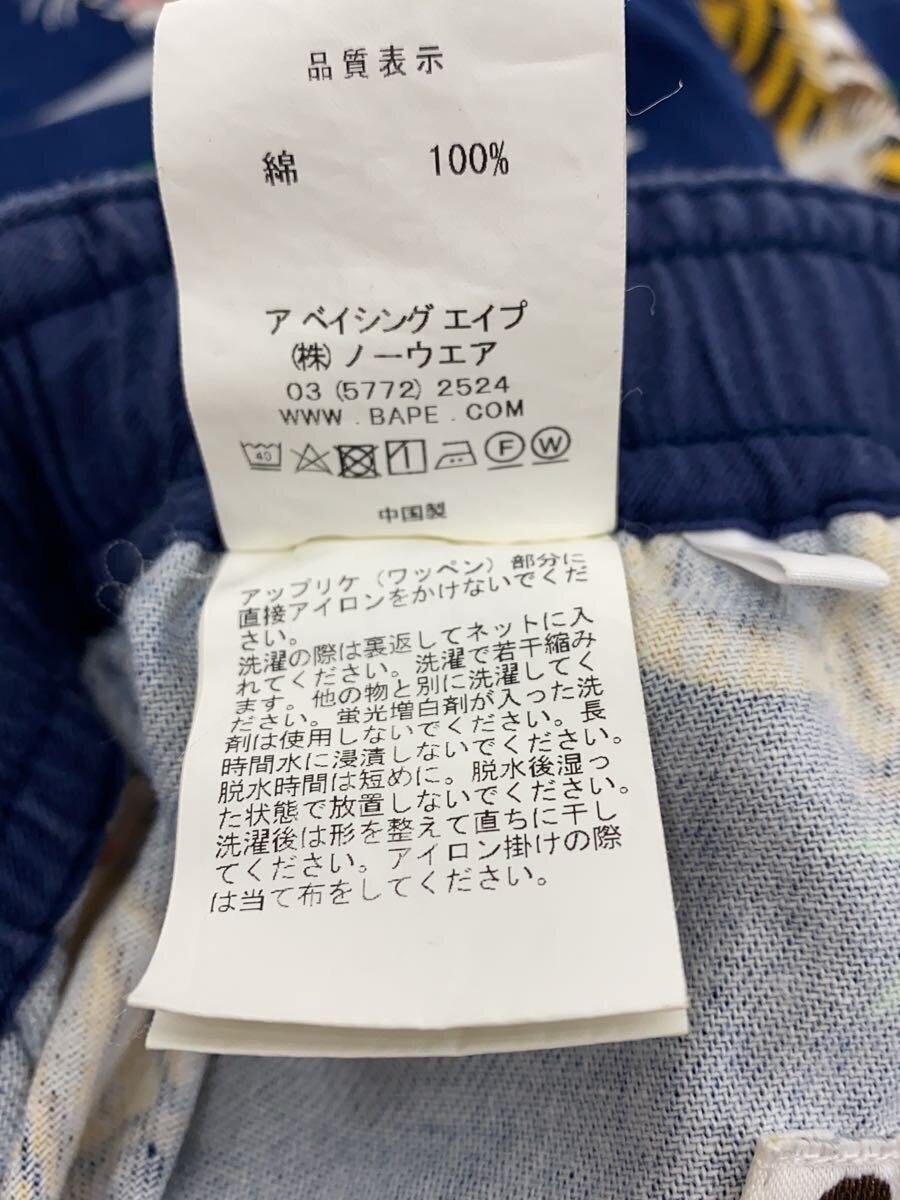 品質表示
綿 100%
ア ベイシング エイプ
(株) ノーウエア
03 (5772) 2524
WWW . BAPE . COM
40 F W
中国製
アップリケ（ワッペン）部分に
直接アイロンをかけないでくだ
さい。
洗濯の際は裏返してネットに入
れてください。洗濯で若干縮み
ます。他の物と別に洗濯してく
ださい。蛍光増白剤が入った洗
剤は使用しないでください。長
時間水に浸漬しないでください。
脱水時間は短めに。脱水後湿っ
た状態で放置しないでください。
洗濯後は形を整えて直ちに干し
てください。アイロン掛けの際
は当て布をしてください。